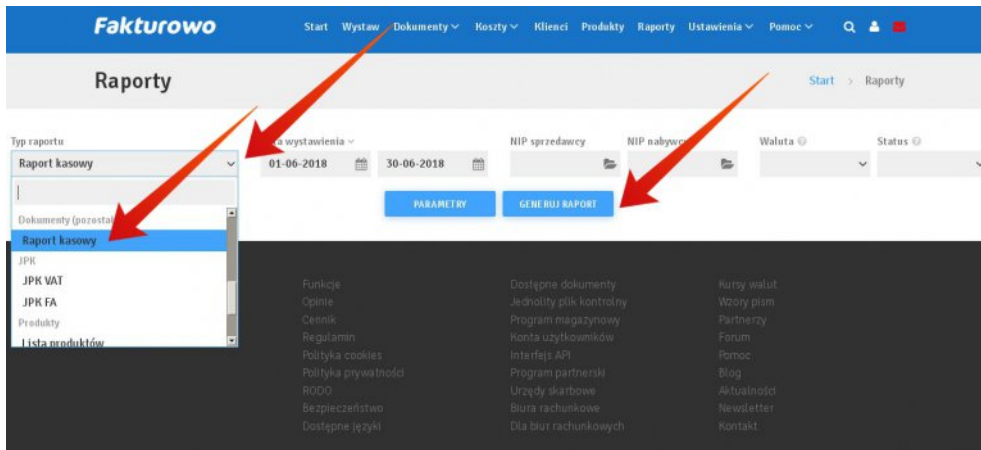 Fakturowo
Start Wystaw Dokumenty Koszty Klienci Produkty Raporty Ustawienia Pomoc
Raporty
Start > Raporty
Typ raportu
wystawienia
NIP sprzedawcy
NIP nabywcy
Waluta
Status
Raport kasowy
01-06-2018
30-06-2018
PARAMETRY
GENERUJ RAPORT
Dokumenty
Raport kasowy
JPK
JPK VAT
JPK FA
Produkty
Lista produktów
Funkcje
Opinie
Cennik
Regulamin
Polityka cookies
Polityka prywatności
RODO
Bezpieczeństwo
Dostępne języki
Dostępne dokumenty
Jednolity plik kontrolny
Program magazynowy
Konta użytkowników
Interfejs API
Program partnerski
Urzędy skarbowe
Biura rachunkowe
Dla biur rachunkowych
Kursy walut
Wzory pism
Partnerzy
Forum
Pomoc
Blog
Aktualności
Newsletter
Kontakt